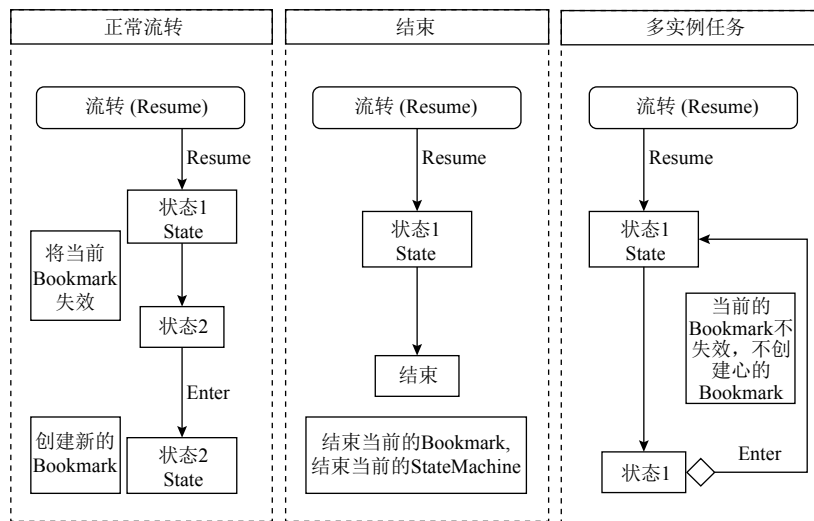 正常流转
流转 (Resume)
Resume
状态1
State
将当前
Bookmark
失效
状态2
Enter
创建新的
Bookmark
状态2
State
结束
流转 (Resume)
Resume
状态1
State
结束
结束当前的Bookmark,
结束当前的StateMachine
多实例任务
流转 (Resume)
Resume
状态1
State
当前的
Bookmark不
失效，不创
建心的
Bookmark
状态1
Enter